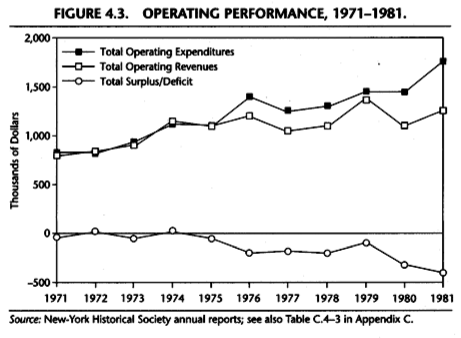 FIGURE 4.3. OPERATING PERFORMANCE, 1971–1981.
2,000
Total Operating Expenditures
Total Operating Revenues
Total Surplus/Deficit
1,500
1,000
500
0
−500
Thousands of Dollars
1971 1972 1973 1974 1975 1976 1977 1978 1979 1980 1981
Source: New-York Historical Society annual reports; see also Table C.4–3 in Appendix C.